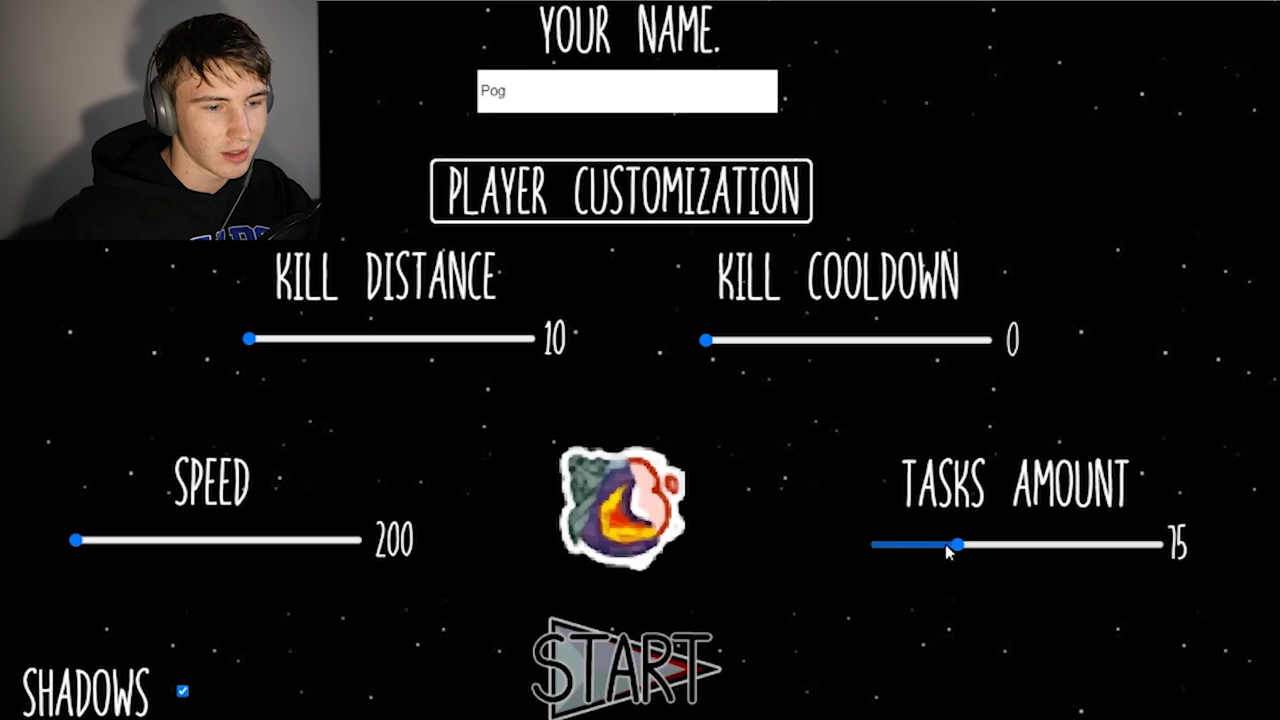 YOUR NAME.
Pog
PLAYER CUSTOMIZATION
KILL DISTANCE
10
KILL COOLDOWN
0
SPEED
200
TASKS AMOUNT
15
START
SHADOWS